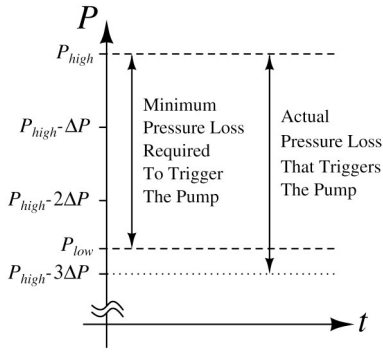 P
P_high
P_high-ΔP
P_high-2ΔP
P_low
P_high-3ΔP
Minimum
Pressure Loss
Required
To Trigger
The Pump
Actual
Pressure Loss
That Triggers
The Pump
t